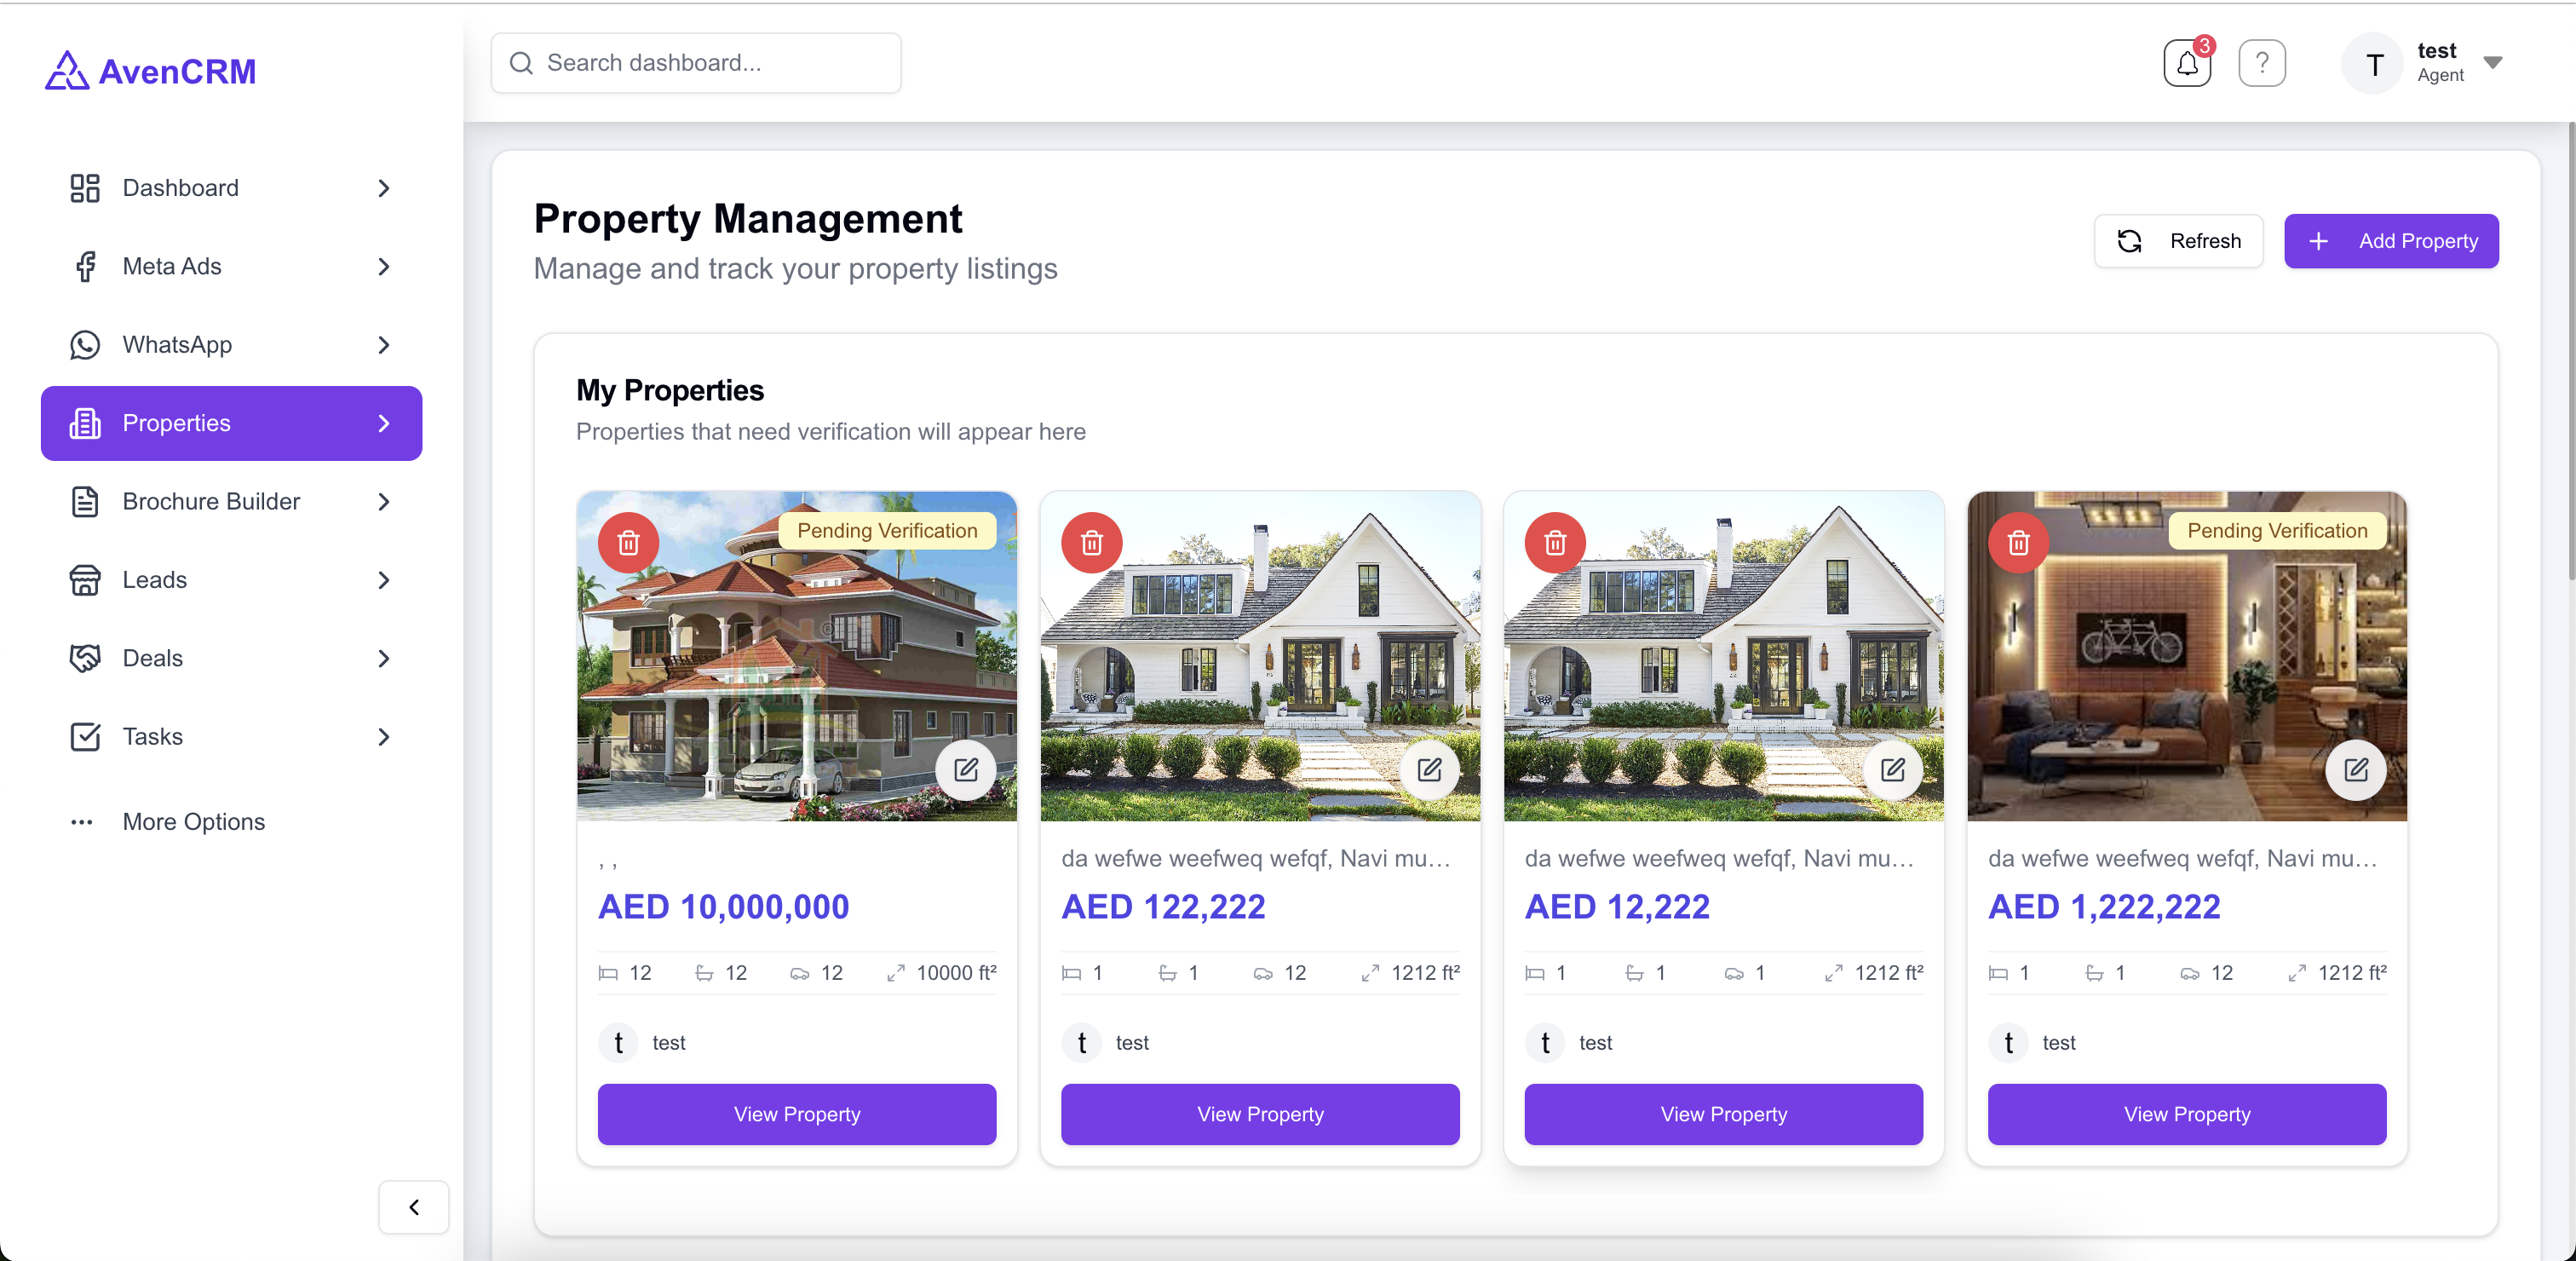 AvenCRM
Search dashboard...
3
?
T
test
Agent
Dashboard
Meta Ads
WhatsApp
Properties
Brochure Builder
Leads
Deals
Tasks
More Options
Property Management
Manage and track your property listings
Refresh
Add Property
My Properties
Properties that need verification will appear here
Pending Verification
, ,
AED 10,000,000
12 12 12 10000 ft²
t test
View Property
da wefwe weefweq wefqf, Navi mu...
AED 122,222
1 1 12 1212 ft²
t test
View Property
da wefwe weefweq wefqf, Navi mu...
AED 12,222
1 1 1 1212 ft²
t test
View Property
Pending Verification
da wefwe weefweq wefqf, Navi mu...
AED 1,222,222
1 1 12 1212 ft²
t test
View Property